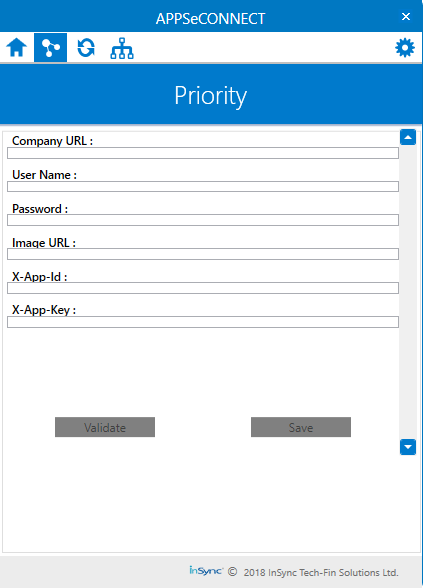 APPSeCONNECT
Priority
Company URL :
User Name :
Password :
Image URL :
X-App-Id :
X-App-Key :
Validate Save
inSync © 2018 InSync Tech-Fin Solutions Ltd.